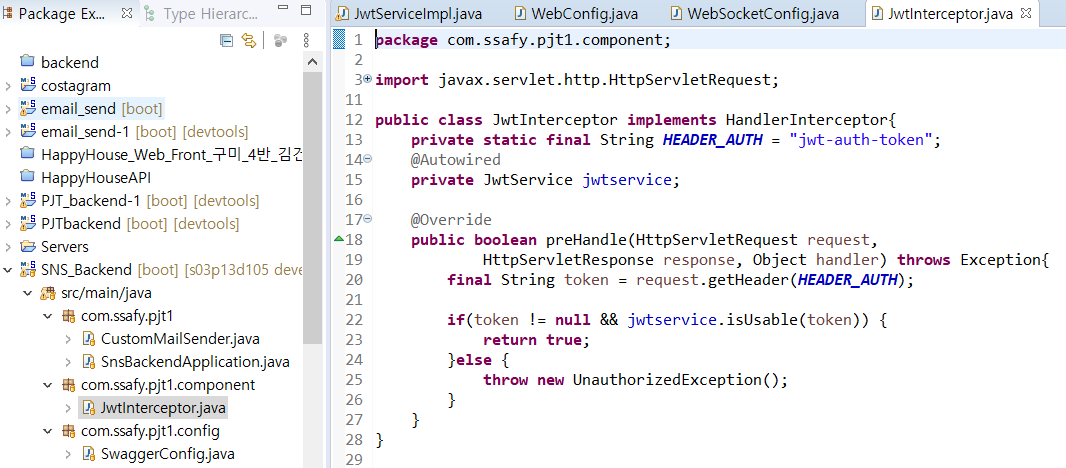 Package Ex...
Type Hierarc...
backend
costagram
email_send [boot]
email_send-1 [boot] [devtools]
HappyHouse_Web_Front_구미_4반_김건
HappyHouseAPI
PJT_backend-1 [boot] [devtools]
PJTbackend [boot] [devtools]
Servers
SNS_Backend [boot] [s03p13d105 deve
src/main/java
com.ssafy.pjt1
CustomMailSender.java
SnsBackendApplication.java
com.ssafy.pjt1.component
JwtInterceptor.java
com.ssafy.pjt1.config
SwaggerConfig.java
JwtServiceImpl.java
WebConfig.java
WebSocketConfig.java
JwtInterceptor.java
1 package com.ssafy.pjt1.component;
2
3 import javax.servlet.http.HttpServletRequest;
11
12 public class JwtInterceptor implements HandlerInterceptor{
13 private static final String HEADER_AUTH = "jwt-auth-token";
14 @Autowired
15 private JwtService jwtservice;
16
17 @Override
18 public boolean preHandle(HttpServletRequest request,
19 HttpServletResponse response, Object handler) throws Exception{
20 final String token = request.getHeader(HEADER_AUTH);
21
22 if(token != null && jwtservice.isUsable(token)) {
23 return true;
24 }else {
25 throw new UnauthorizedException();
26 }
27 }
28 }
29